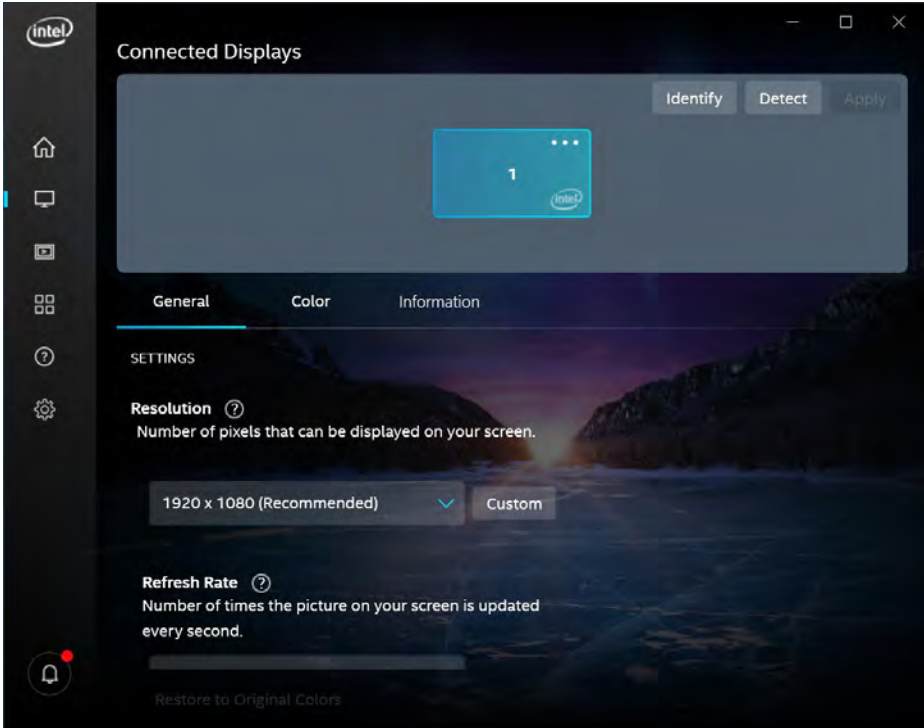 intel
Connected Displays
Identify Detect Apply
1
intel
General Color Information
SETTINGS
Resolution ?
Number of pixels that can be displayed on your screen.
1920 x 1080 (Recommended) Custom
Refresh Rate ?
Number of times the picture on your screen is updated
every second.
Restore to Original Colors